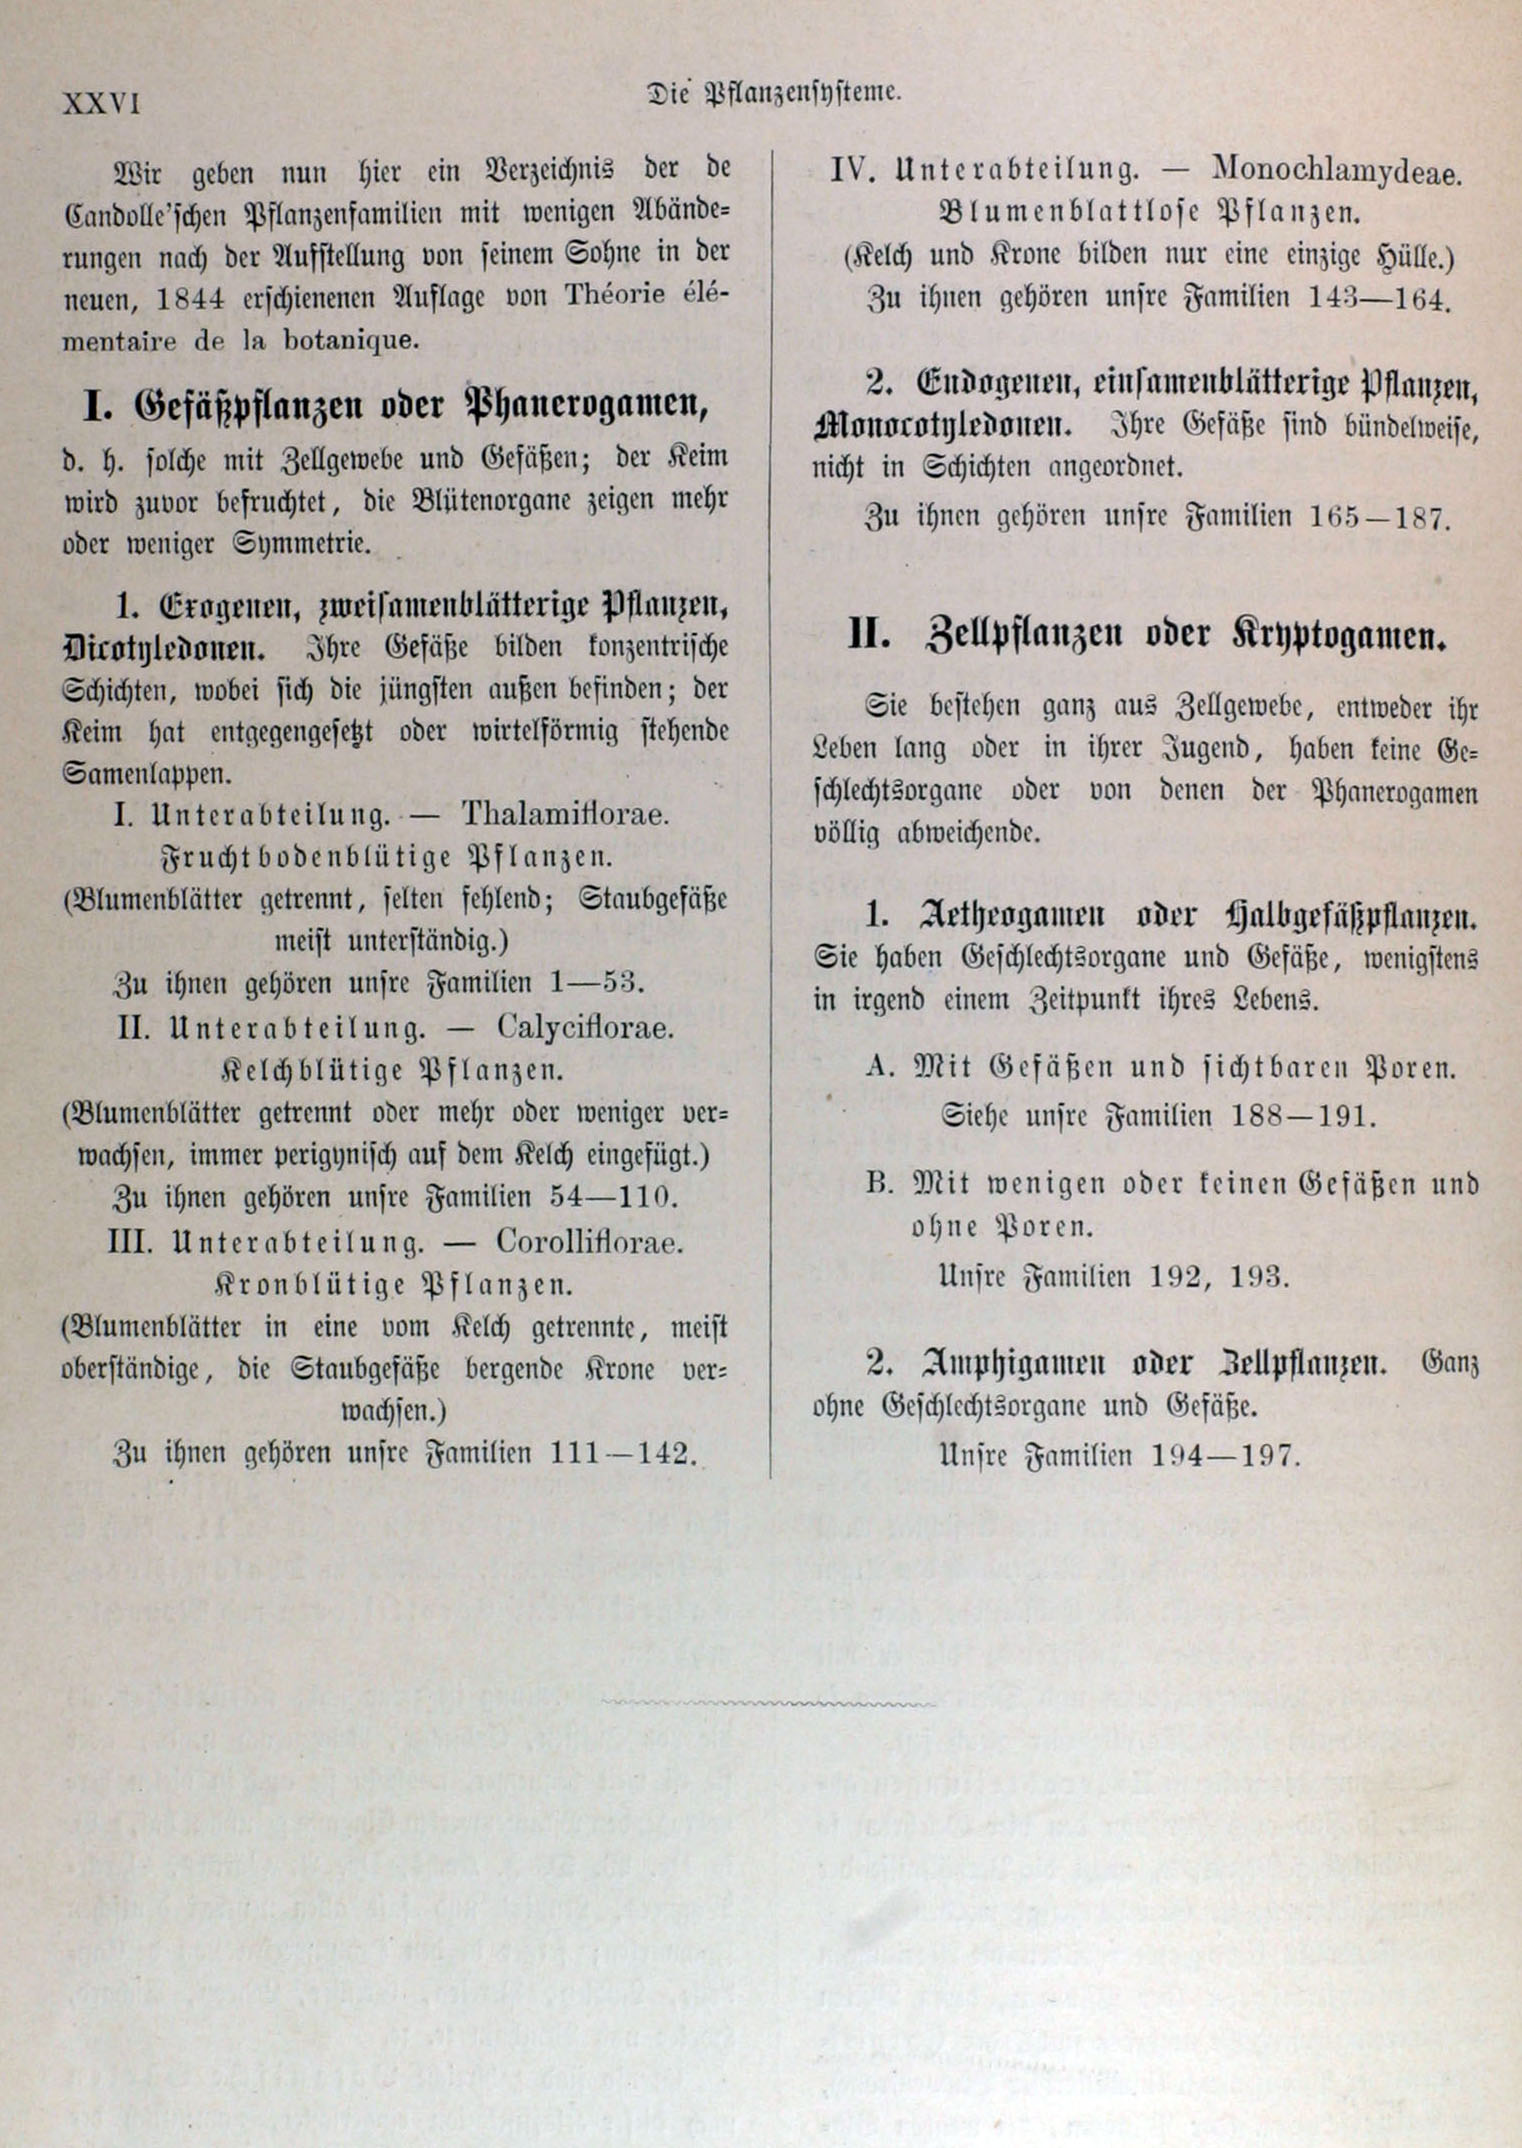 XXVI
Die Pflanzensysteme.
Wir geben nun hier ein Verzeichnis der de
Candolle'schen Pflanzenfamilien mit wenigen Abände-
rungen nach der Aufstellung von seinem Sohne in der
neuen, 1844 erschienenen Auflage von Théorie élé-
mentaire de la botanique.
I. Gefäßpflanzen oder Phanerogamen,
d. h. solche mit Zellgewebe und Gefäßen; der Keim
wird zuvor befruchtet, die Blütenorgane zeigen mehr
oder weniger Symmetrie.
1. Exogenen, zweisamenblätterige Pflanzen,
Dicotyledonen. Ihre Gefäße bilden konzentrische
Schichten, wobei sich die jüngsten außen befinden; der
Keim hat entgegengesetzt oder wirtelförmig stehende
Samenlappen.
I. Unterabteilung. — Thalamiflorae.
Fruchtbodenblütige Pflanzen.
(Blumenblätter getrennt, selten fehlend; Staubgefäße
meist unterständig.)
Zu ihnen gehören unsre Familien 1—53.
II. Unterabteilung. — Calyciflorae.
Kelchblütige Pflanzen.
(Blumenblätter getrennt oder mehr oder weniger ver-
wachsen, immer perigynisch auf dem Kelch eingefügt.)
Zu ihnen gehören unsre Familien 54—110.
III. Unterabteilung. — Corolliflorae.
Kronblütige Pflanzen.
(Blumenblätter in eine vom Kelch getrennte, meist
oberständige, die Staubgefäße bergende Krone ver-
wachsen.)
Zu ihnen gehören unsre Familien 111—142.
IV. Unterabteilung. — Monochlamydeae.
Blumenblattlose Pflanzen.
(Kelch und Krone bilden nur eine einzige Hülle.)
Zu ihnen gehören unsre Familien 143—164.
2. Endogenen, einsamenblätterige Pflanzen,
Monocotyledonen. Ihre Gefäße sind bündelweise,
nicht in Schichten angeordnet.
Zu ihnen gehören unsre Familien 165—187.
II. Zellpflanzen oder Kryptogamen.
Sie bestehen ganz aus Zellgewebe, entweder ihr
Leben lang oder in ihrer Jugend, haben keine Ge-
schlechtsorgane oder von denen der Phanerogamen
völlig abweichende.
1. Aetheogamen oder Halbgefäßpflanzen.
Sie haben Geschlechtsorgane und Gefäße, wenigstens
in irgend einem Zeitpunkt ihres Lebens.
A. Mit Gefäßen und sichtbaren Poren.
Siehe unsre Familien 188—191.
B. Mit wenigen oder keinen Gefäßen und
ohne Poren.
Unsre Familien 192, 193.
2. Amphigamen oder Zellpflanzen. Ganz
ohne Geschlechtsorgane und Gefäße.
Unsre Familien 194—197.